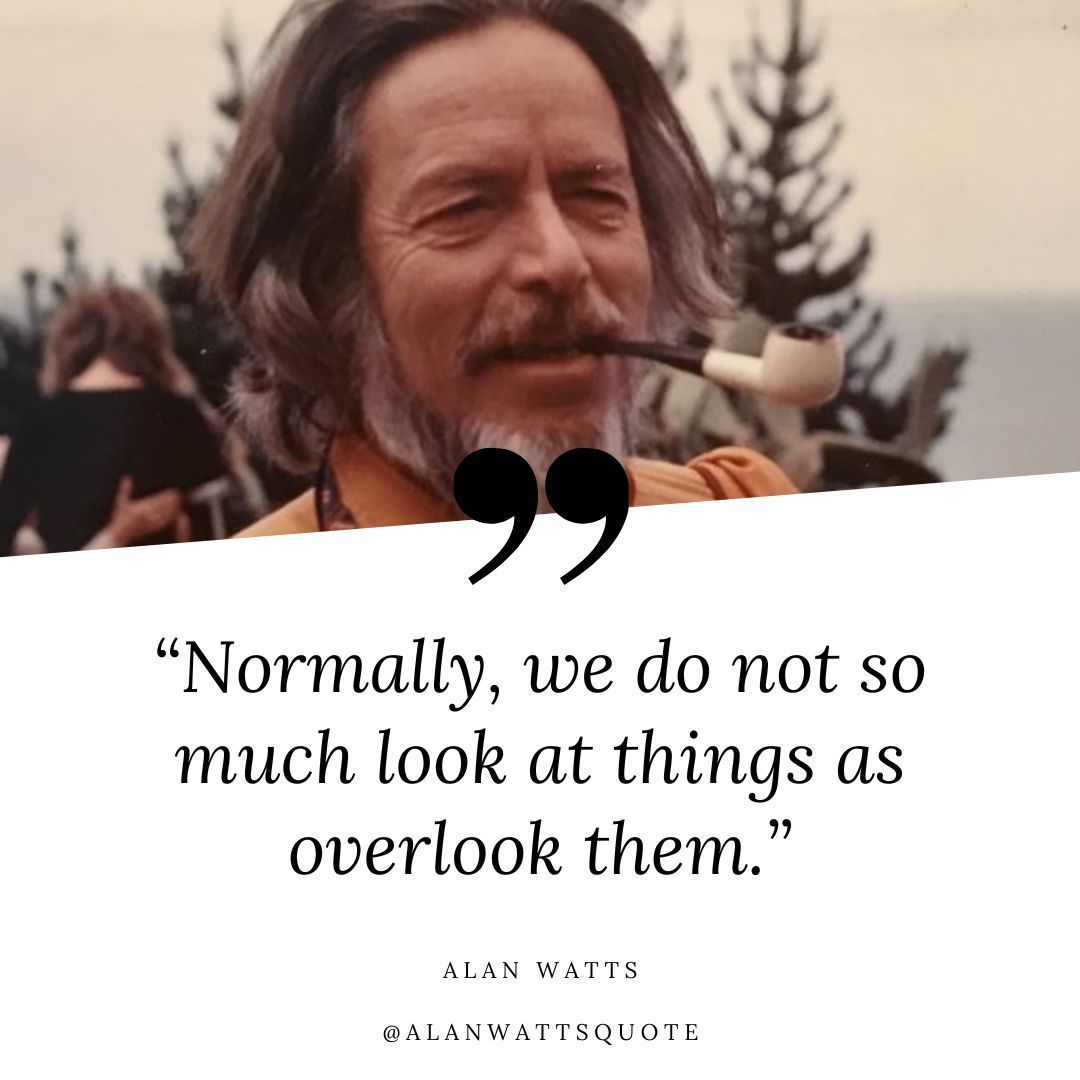 ”
“Normally, we do not so
much look at things as
overlook them.”
ALAN WATTS
@ALANWATTSQUOTE